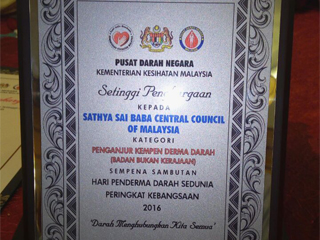 PUSAT DARAH NEGARA
KEMENTERIAN KESIHATAN MALAYSIA
Setinggi Penghargaan
KEPADA
SATHYA SAI BABA CENTRAL COUNCIL
OF MALAYSIA
KATEGORI
PENGANJUR KEMPEN DERMA DARAH
(BADAN BUKAN KERAJAAN)
SEMPENA SAMBUTAN
HARI PENDERMA DARAH SEDUNIA
PERINGKAT KEBANGSAAN
2016
"Darah Menghubungkan Kita Semua"